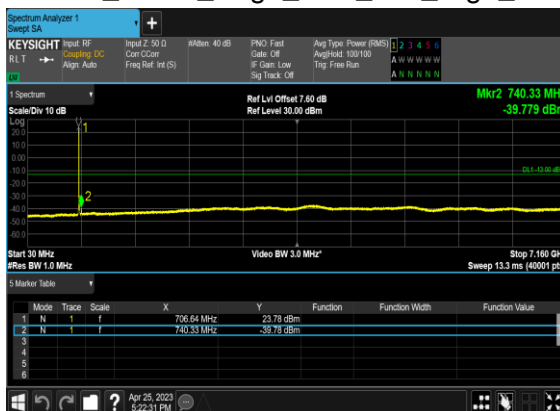 Spectrum Analyzer 1
Swept SA
KEYSIGHT Input: RF Input Z: 50 Ω #Atten: 40 dB PNO: Fast Avg Type: Power (RMS) 1 2 3 4 5 6
RLT Coupling: DC Corr CCorr Gate: Off Avg|Hold: 100/100 A W W W W W
Align: Auto Freq Ref: Int (S) IF Gain: Low Trig: Free Run
Sig Track: Off A N N N N N
LW
1 Spectrum Ref Lvl Offset 7.60 dB Mkr2 740.33 MH
Scale/Div 10 dB Ref Level 30.00 dBm -39.779 dBr
Log
20.0
10.0
0.00
-10.0 DL1 -13.00 dB
-20.0
-30.0
-40.0
-50.0
-60.0
1
2
Start 30 MHz Video BW 3.0 MHz* Stop 7.160 GH
#Res BW 1.0 MHz Sweep 13.3 ms (40001 pt
5 Marker Table
Mode Trace Scale X Y Function Function Width Function Value
1 N 1 f 706.64 MHz 23.78 dBm
2 N 1 f 740.33 MHz -39.78 dBm
3
4
5
6
? Apr 25, 2023
5:22:31 PM